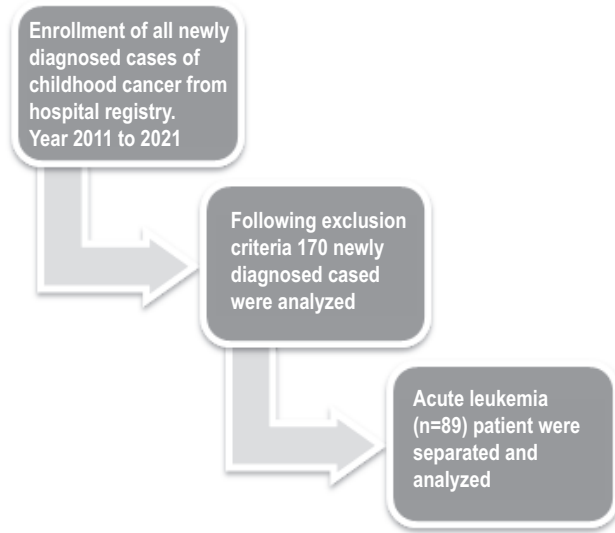 Enrollment of all newly
diagnosed cases of
childhood cancer from
hospital registry.
Year 2011 to 2021
Following exclusion
criteria 170 newly
diagnosed cased
were analyzed
Acute leukemia
(n=89) patient were
separated and
analyzed